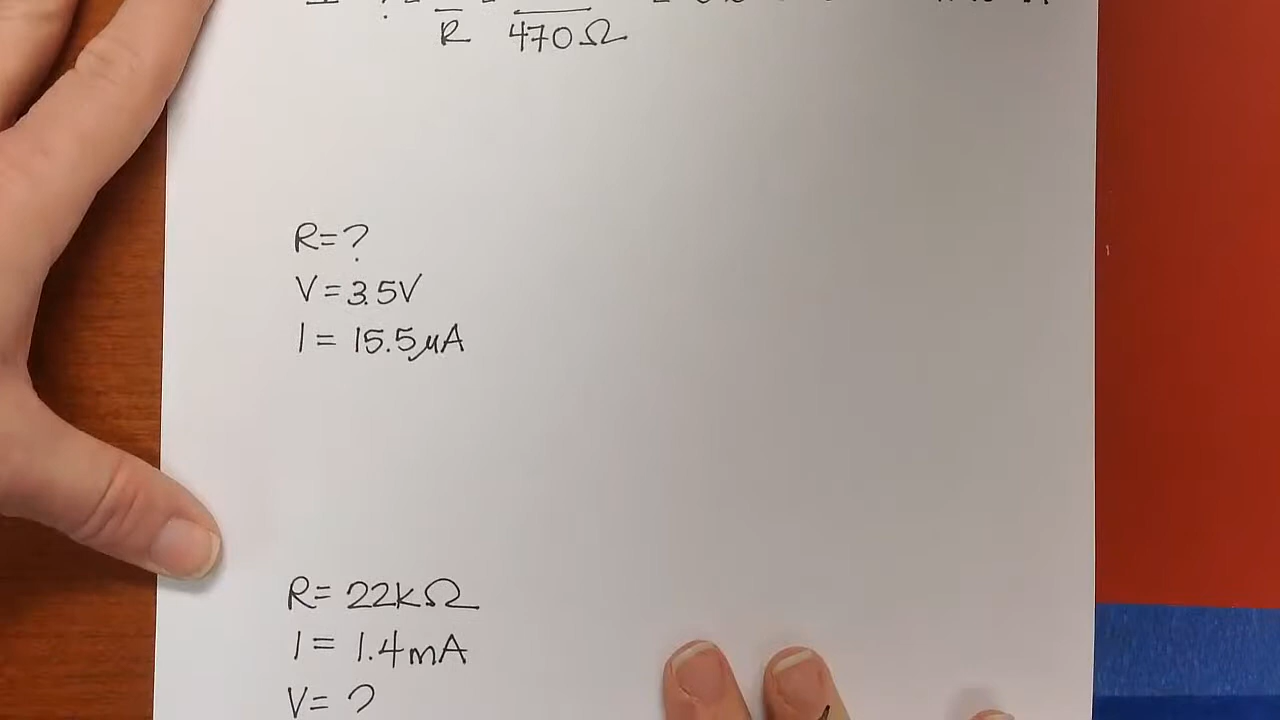 R 470Ω
R=?
V=3.5V
I = 15.5μA
R= 22kΩ
I = 1.4mA
V= ?